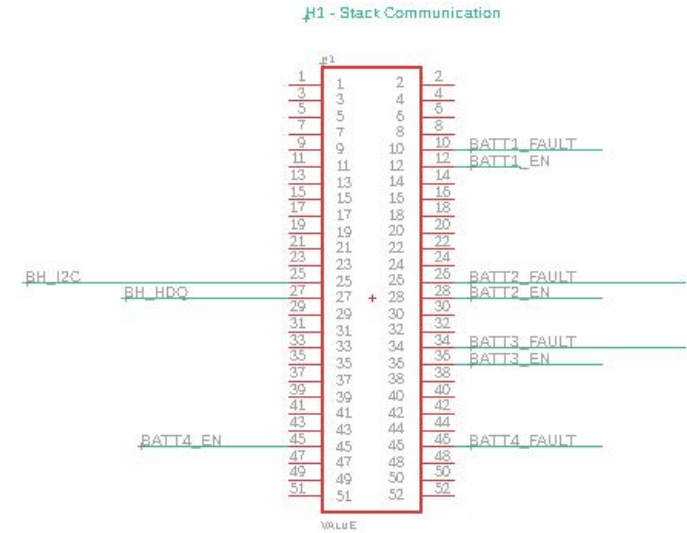 H1 - Stack Communication
H1
1 1 2 2
3 3 4 4
5 5 6 6
7 7 8 8
9 9 10 10 BATT1_FAULT
11 11 12 12 BATT1_EN
13 13 14 14
15 15 16 16
17 17 18 18
19 19 20 20
21 21 22 22
23 23 24 24
BH_I2C 25 25 26 26 BATT2_FAULT
BH_HDQ 27 27 28 28 BATT2_EN
29 29 30 30
31 31 32 32
33 33 34 34 BATT3_FAULT
35 35 36 36 BATT3_EN
37 37 38 38
39 39 40 40
41 41 42 42
43 43 44 44
BATT4_EN 45 45 46 46 BATT4_FAULT
47 47 48 48
49 49 50 50
51 51 52 52
VALUE